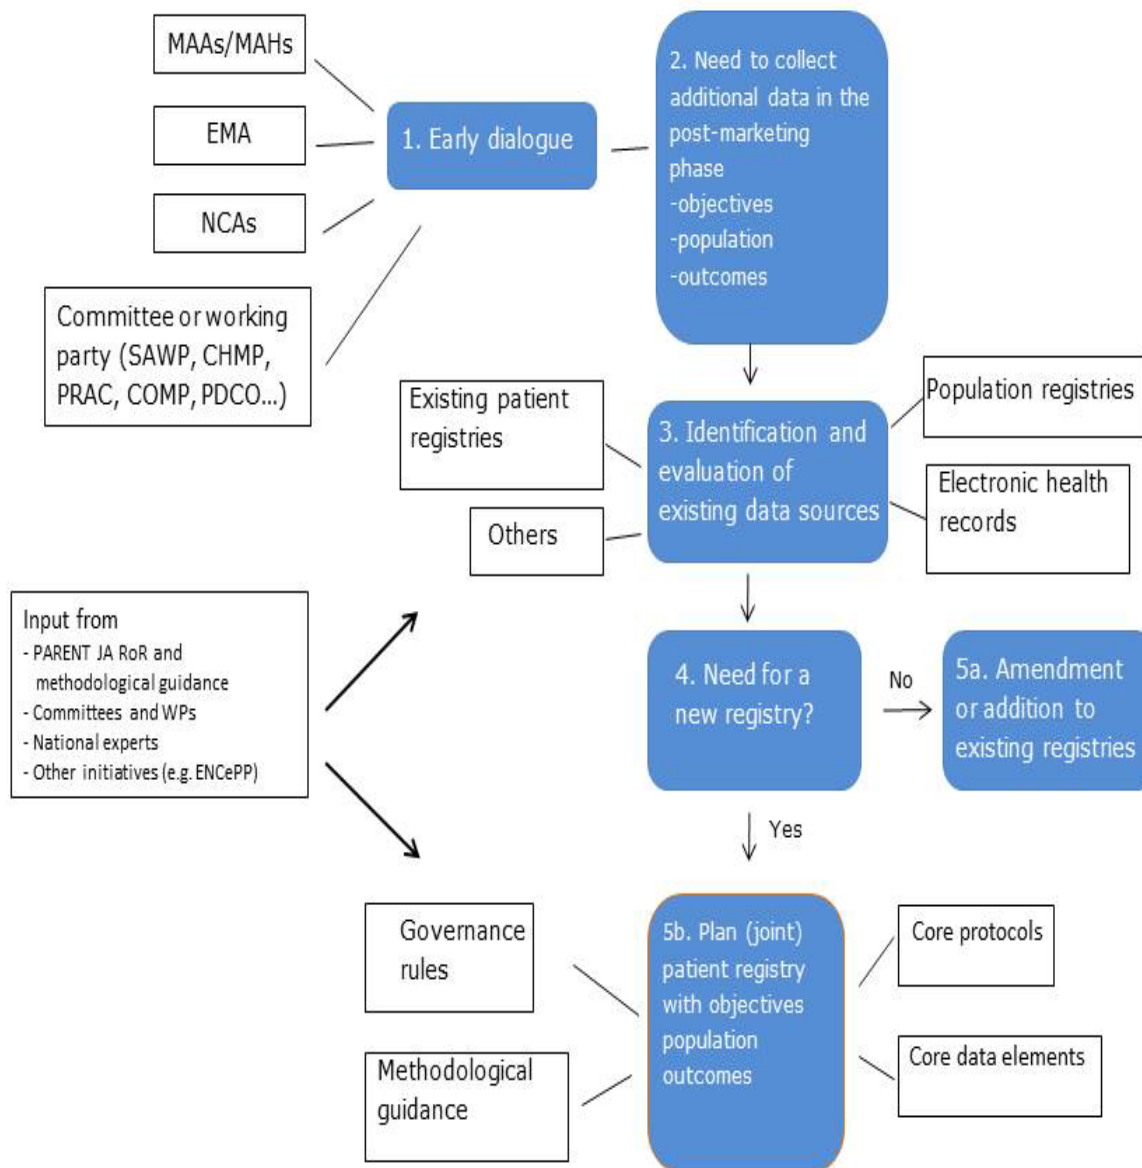 MAAs/MAHs
EMA
NCAs
Committee or working
party (SAWP, CHMP,
PRAC, COMP, PDCO...)
1. Early dialogue
2. Need to collect
additional data in the
post-marketing
phase
-objectives
-population
-outcomes
Existing patient
registries
Others
3. Identification and
evaluation of
existing data sources
Population registries
Electronic health
records
Input from
- PARENT JA RoR and
methodological guidance
- Committees and WPs
- National experts
- Other initiatives (e.g. ENCePP)
4. Need for a
new registry?
No
5a. Amendment
or addition to
existing registries
Yes
Governance
rules
Methodological
guidance
5b. Plan (joint)
patient registry
with objectives
population
outcomes
Core protocols
Core data elements